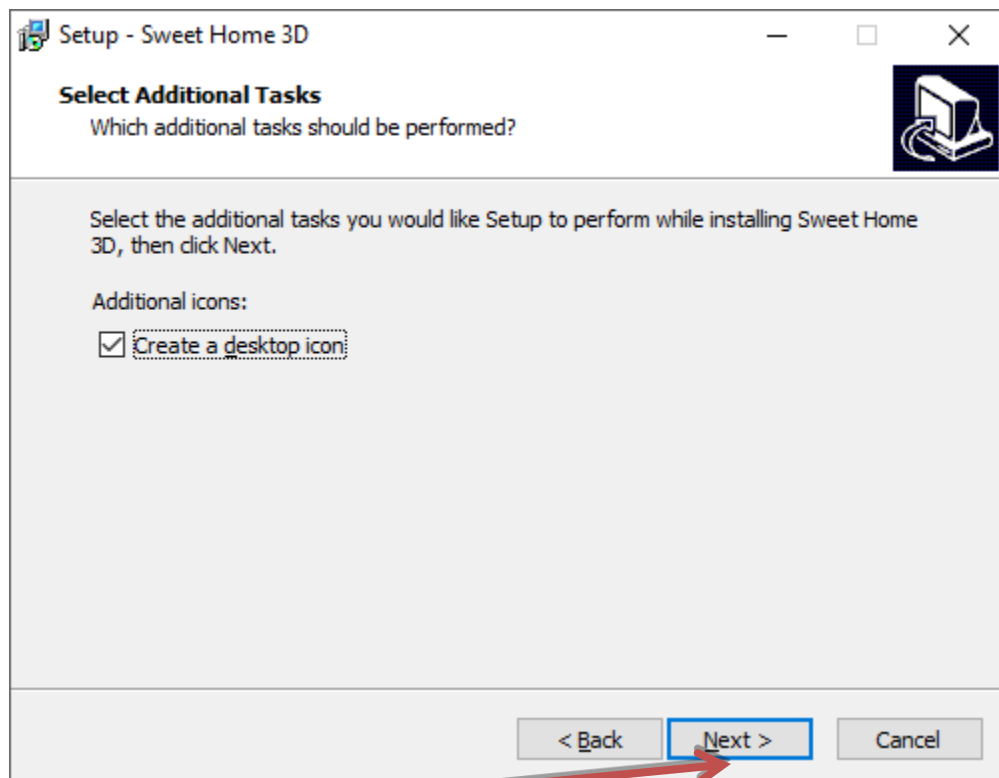 Setup - Sweet Home 3D
Select Additional Tasks
Which additional tasks should be performed?
Select the additional tasks you would like Setup to perform while installing Sweet Home
3D, then click Next.
Additional icons:
Create a desktop icon
< Back Next > Cancel